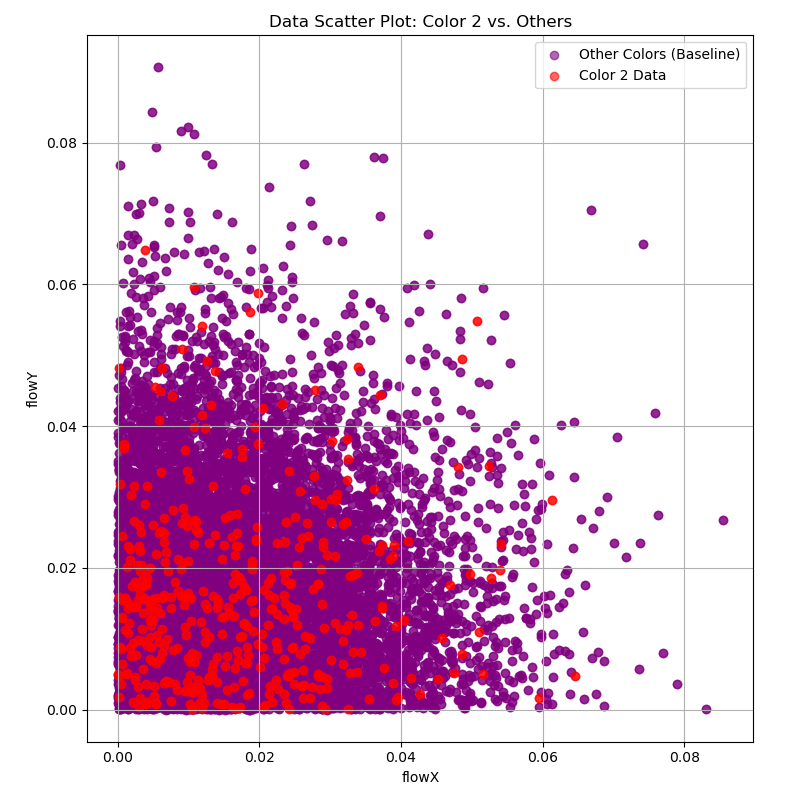 Data Scatter Plot: Color 2 vs. Others
Other Colors (Baseline)
Color 2 Data
0.08
0.06
flowY
0.04
0.02
0.00
0.00 0.02 0.04 0.06 0.08
flowX